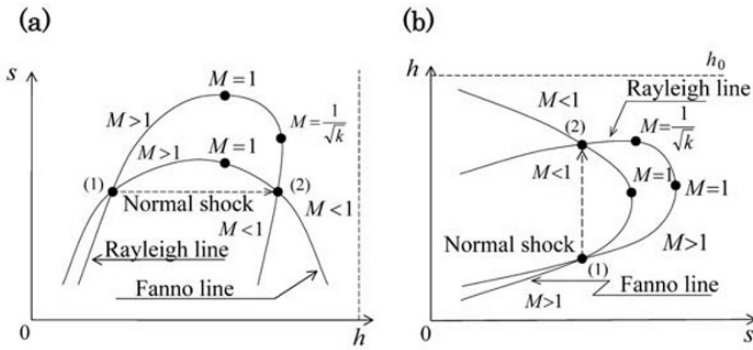 (a)
s
M=1
M>1
M=1/√k
M=1
M>1
(1)
(2)
Normal shock
M<1
M<1
Rayleigh line
Fanno line
0
h
(b)
h
h₀
Rayleigh line
M<1
(2)
M=1/√k
M<1
M=1
M=1
Normal shock
M>1
(1)
Fanno line
M>1
0
s